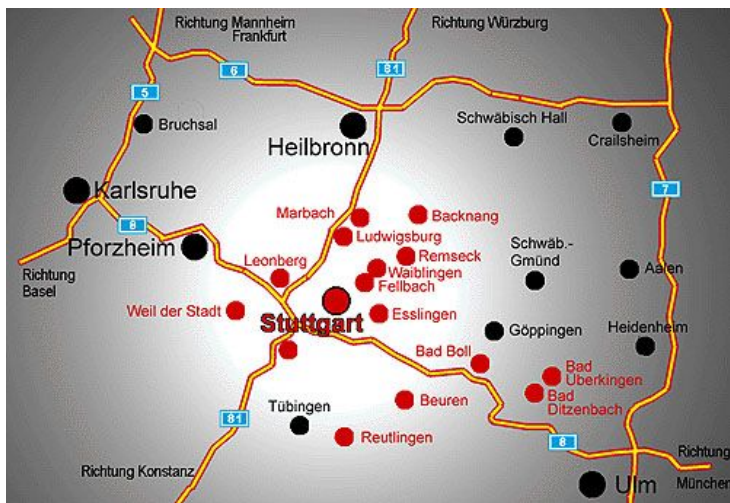 Richtung Mannheim
Frankfurt
Richtung Würzburg
6
81
5
Bruchsal
Heilbronn
Schwäbisch Hall
Crailsheim
Karlsruhe
7
8
Marbach
Backnang
Ludwigsburg
Pforzheim
Remseck
Leonberg
Waiblingen
Schwäb.-
Gmünd
Aalen
Richtung
Basel
Fellbach
Weil der Stadt
Stuttgart
Esslingen
Göppingen
Heidenheim
Bad Boll
Bad
Uberkingen
Bad
Ditzenbach
Beuren
Tübingen
81
Reutlingen
8
Richtung
München
Richtung Konstanz
Ulm